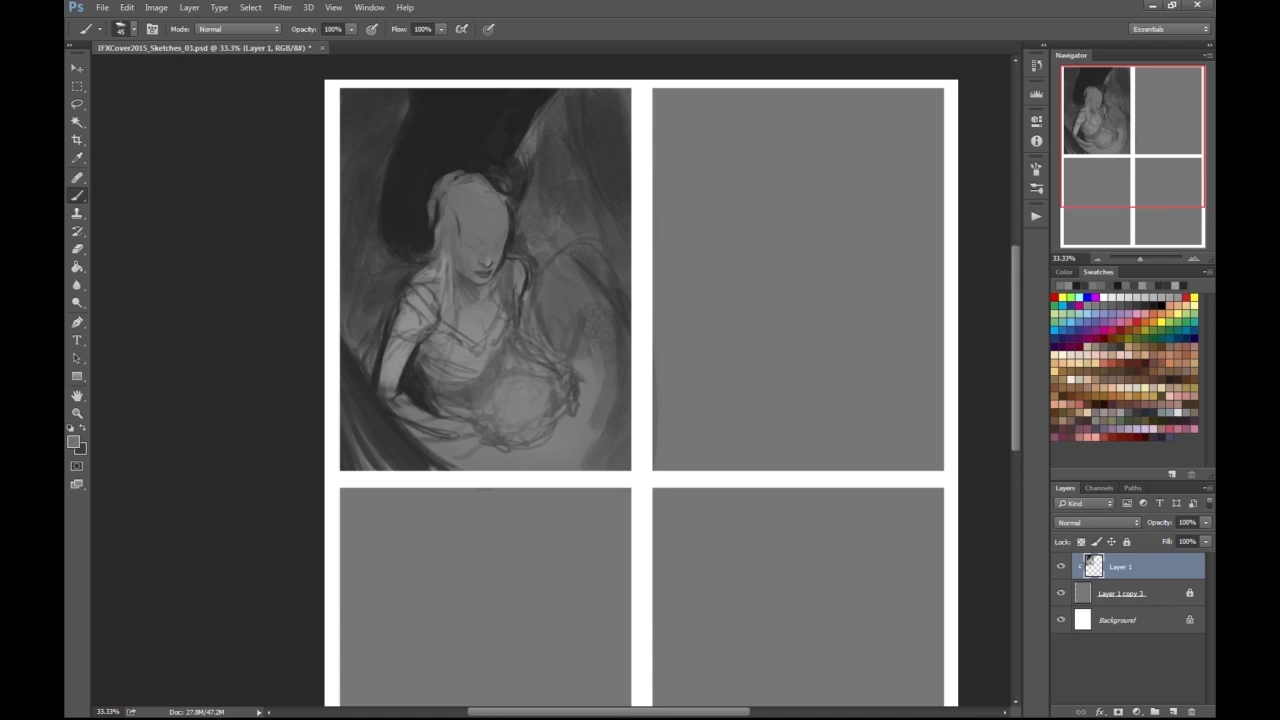 Ps File Edit Image Layer Type Select Filter 3D View Window Help
45 Mode: Normal Opacity: 100% Flow: 100% Essentials
IFXCover2015_Sketches_03.psd @ 33.3% (Layer 1, RGB/8#) * ×
Navigator
33.33%
Color Swatches
Layers Channels Paths
Kind
Normal Opacity: 100%
Lock: Fill: 100%
Layer 1
Layer 1 copy 3
Background
33.33% Doc: 27.8M/47.2M
fx